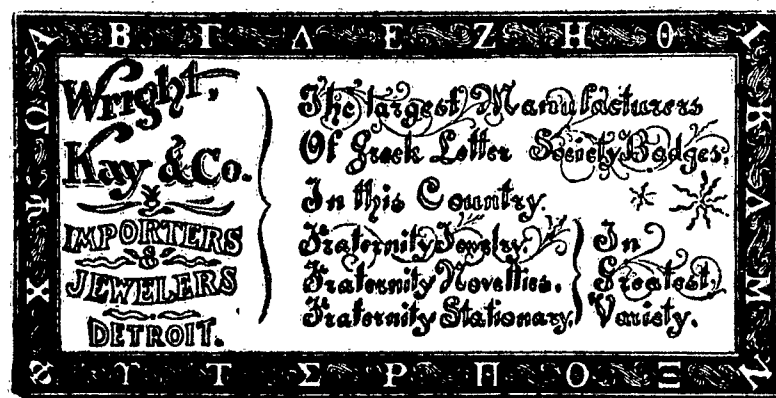 Α Β Γ Λ Ε Ζ Η Θ Ι
Κ
Λ
Μ
Ν
& Υ Τ Σ Ε Ρ Π Ο Ξ
Χ
Ψ
Ω
Wright,
Kay & Co.
IMPORTERS
&
JEWELERS
DETROIT.
The largest Manufacturers
Of Greek Letter Society Badges,
In this Country.
Fraternity Jewelry.
Fraternity Novelties.
Fraternity Stationary.
In
Greatest
Variety.